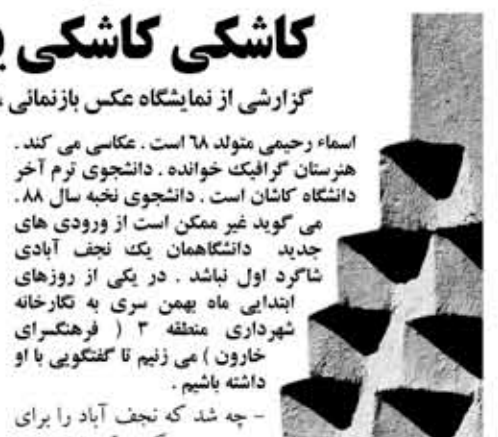 کاشکی کاشکی
گزارشی از نمایشگاه عکس بازنمائی
اسماء رحیمی متولد ۶۸ است . عکاسی می کند .
هنرستان گرافیک خوانده . دانشجوی ترم آخر
دانشگاه کاشان است . دانشجوی نخبه سال ۸۸ .
می گوید غیر ممکن است از ورودی های
جدید دانشگاهمان یک نجف آبادی
شاگرد اول نباشد . در یکی از روزهای
ابتدایی ماه بهمن سری به نگارخانه
شهرداری منطقه ۳ ( فرهنگسرای
خارون ) می زنیم تا گفتگویی با او
داشته باشیم .
- چه شد که نجف آباد را برای